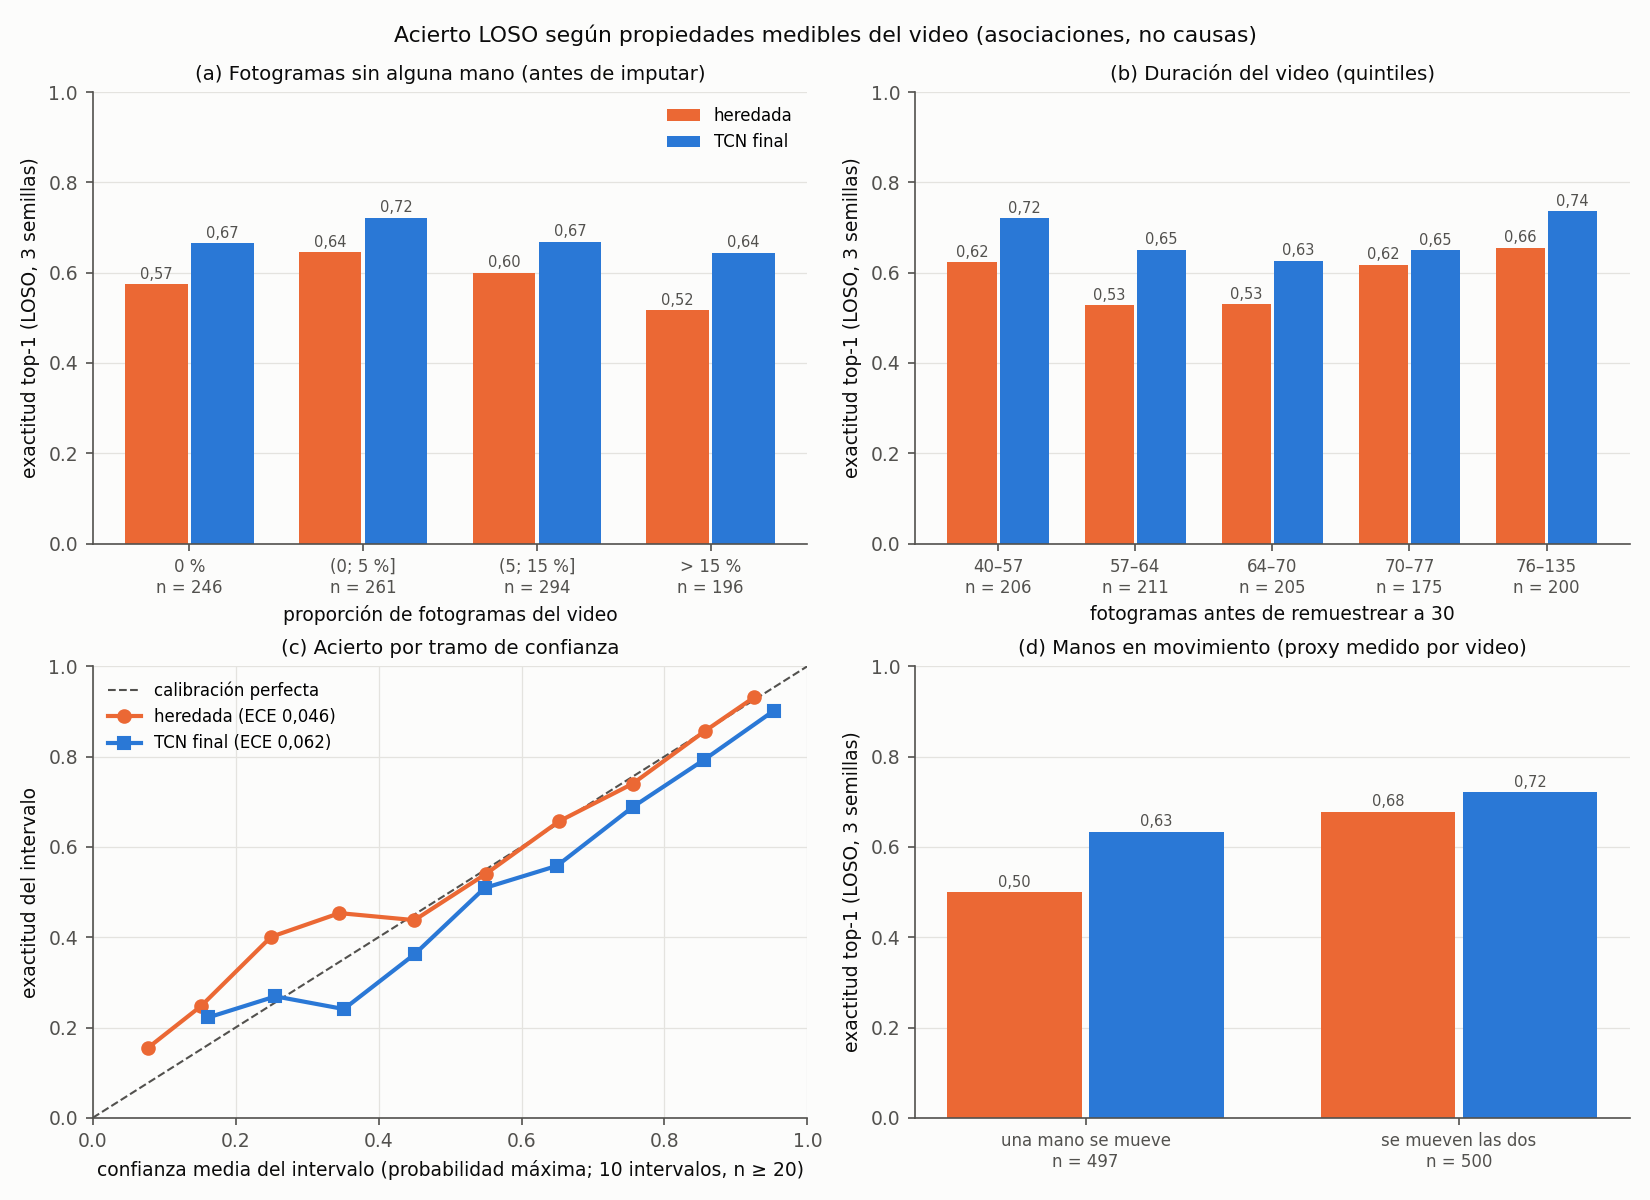 Acierto LOSO según propiedades medibles del video (asociaciones, no causas)
(a) Fotogramas sin alguna mano (antes de imputar)
exactitud top-1 (LOSO, 3 semillas)
1.0
0.8
0.6
0.4
0.2
0.0
heredada
TCN final
0,57
0,67
0,64
0,72
0,60
0,67
0,52
0,64
0 %
n = 246
(0; 5 %]
n = 261
(5; 15 %]
n = 294
> 15 %
n = 196
proporción de fotogramas del video
(b) Duración del video (quintiles)
exactitud top-1 (LOSO, 3 semillas)
1.0
0.8
0.6
0.4
0.2
0.0
0,62
0,72
0,53
0,65
0,53
0,63
0,62
0,65
0,66
0,74
40–57
n = 206
57–64
n = 211
64–70
n = 205
70–77
n = 175
76–135
n = 200
fotogramas antes de remuestrear a 30
(c) Acierto por tramo de confianza
exactitud del intervalo
1.0
0.8
0.6
0.4
0.2
0.0
calibración perfecta
heredada (ECE 0,046)
TCN final (ECE 0,062)
0.0
0.2
0.4
0.6
0.8
1.0
confianza media del intervalo (probabilidad máxima; 10 intervalos, n ≥ 20)
(d) Manos en movimiento (proxy medido por video)
exactitud top-1 (LOSO, 3 semillas)
1.0
0.8
0.6
0.4
0.2
0.0
0,50
0,63
0,68
0,72
una mano se mueve
n = 497
se mueven las dos
n = 500